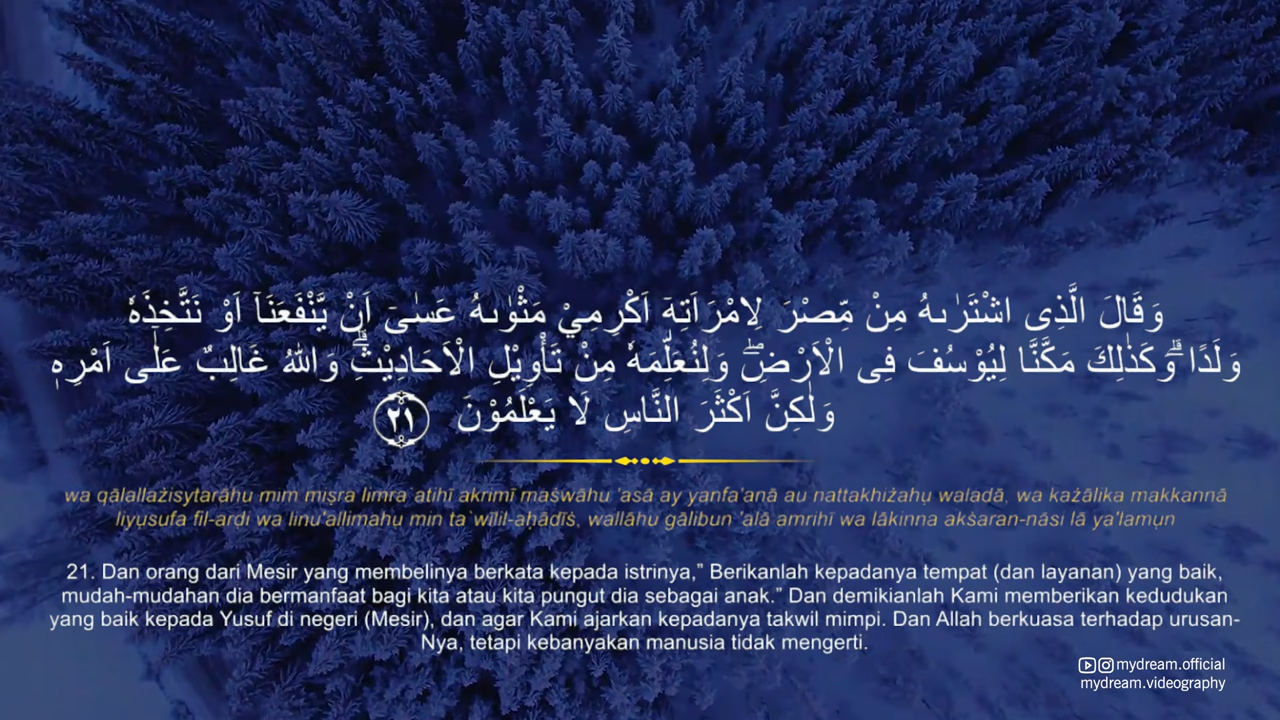 وَقَالَ الَّذِى اشْتَرٰىهُ مِنْ مِّصْرَ لِامْرَاَتِهٖٓ اَكْرِمِيْ مَثْوٰىهُ عَسٰىٓ اَنْ يَّنْفَعَنَآ اَوْ نَتَّخِذَهٗ
وَلَدًا ۗوَكَذٰلِكَ مَكَّنَّا لِيُوْسُفَ فِى الْاَرْضِۖ وَلِنُعَلِّمَهٗ مِنْ تَأْوِيْلِ الْاَحَادِيْثِۗ وَاللّٰهُ غَالِبٌ عَلٰٓى اَمْرِهٖ
وَلٰكِنَّ اَكْثَرَ النَّاسِ لَا يَعْلَمُوْنَ ٢١
wa qālallażisytarāhu mim miṣra limra atihī akrimī maṡwāhu 'asā ay yanfa'anā au nattakhiżahụ waladā, wa każālika makkannā
liyụsufa fil-arḍi wa linu'allimahụ min ta`wīlil-aḥādīṡ, wallāhu gālibun 'alā amrihī wa lākinna akṡaran-nāsi lā ya'lamụn
21. Dan orang dari Mesir yang membelinya berkata kepada istrinya,” Berikanlah kepadanya tempat (dan layanan) yang baik,
mudah-mudahan dia bermanfaat bagi kita atau kita pungut dia sebagai anak.” Dan demikianlah Kami memberikan kedudukan
yang baik kepada Yusuf di negeri (Mesir), dan agar Kami ajarkan kepadanya takwil mimpi. Dan Allah berkuasa terhadap urusan-
Nya, tetapi kebanyakan manusia tidak mengerti.
mydream.official
mydream.videography